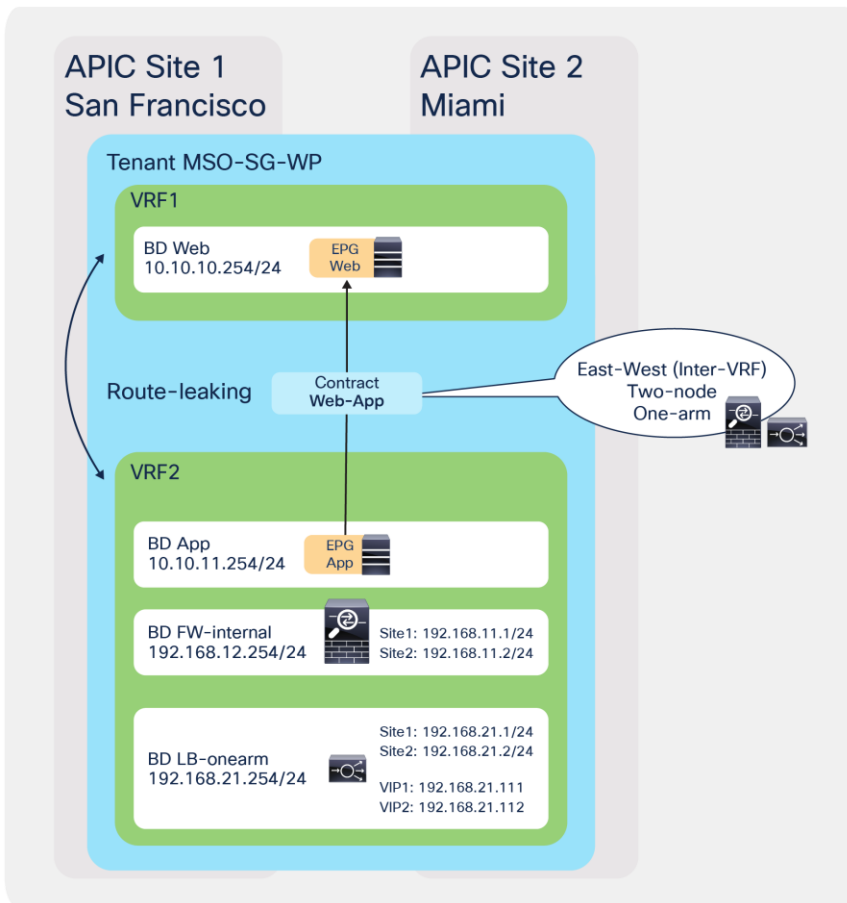 APIC Site 1
San Francisco
APIC Site 2
Miami
Tenant MSO-SG-WP
VRF1
BD Web
10.10.10.254/24
EPG
Web
Route-leaking
Contract
Web-App
East-West (Inter-VRF)
Two-node
One-arm
VRF2
BD App
10.10.11.254/24
EPG
App
BD FW-internal
192.168.12.254/24
Site1: 192.168.11.1/24
Site2: 192.168.11.2/24
BD LB-onearm
192.168.21.254/24
Site1: 192.168.21.1/24
Site2: 192.168.21.2/24
VIP1: 192.168.21.111
VIP2: 192.168.21.112